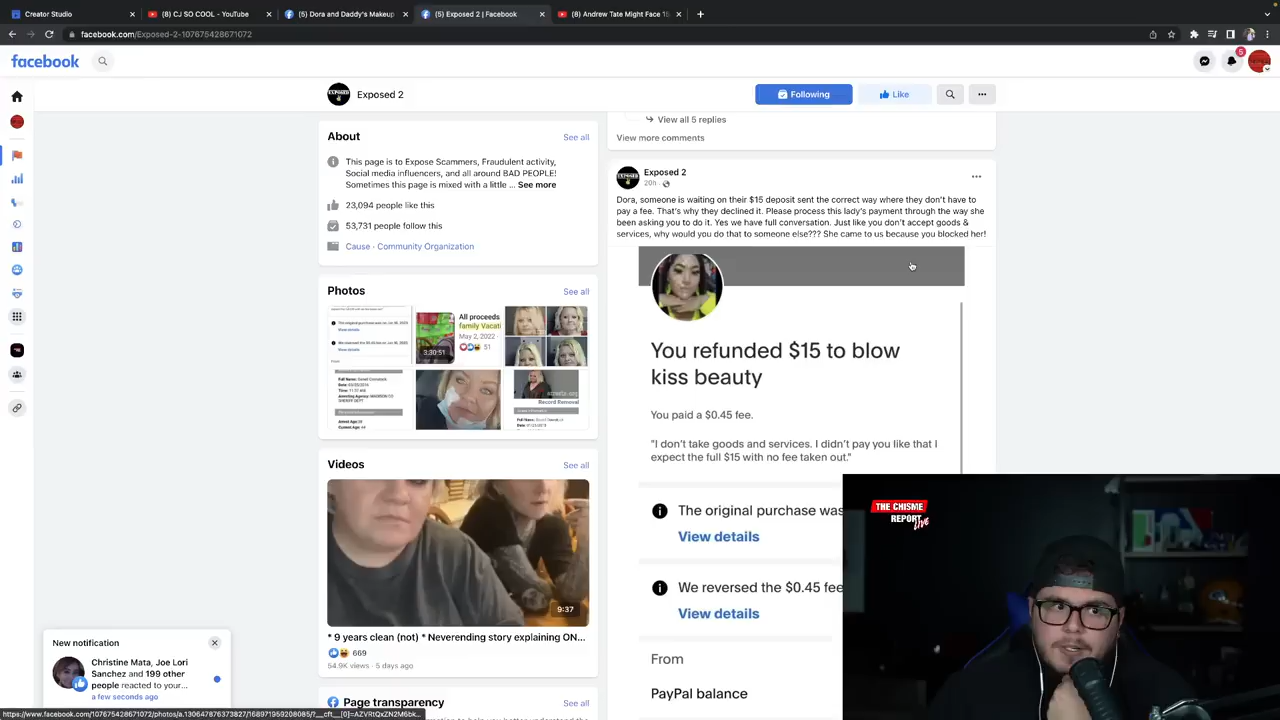 Creator Studio
(8) CJ SO COOL - YouTube
(5) Dora and Daddy's Makeup
(5) Exposed 2 | Facebook
(8) Andrew Tate Might Face 15
facebook.com/Exposed-2-107675428671072
facebook
5
Exposed 2
Following
Like
About
See all
This page is to Expose Scammers, Fraudulent activity,
Social media influencers, and all around BAD PEOPLE!
Sometimes this page is mixed with a little ... See more
23,094 people like this
53,731 people follow this
Cause · Community Organization
Photos
See all
All proceeds
family Vacati
May 2, 2022
51
3:30:51
Record Removal
Videos
See all
9:37
* 9 years clean (not) * Neverending story explaining ON...
669
54.9K views · 5 days ago
Page transparency
See all
View all 5 replies
View more comments
Exposed 2
20h
Dora, someone is waiting on their $15 deposit sent the correct way where they don't have to
pay a fee. That's why they declined it. Please process this lady's payment through the way she
been asking you to do it. Yes we have full conversation. Just like you don't accept goods &
services, why would you do that to someone else??? She came to us because you blocked her!
You refunded $15 to blow
kiss beauty
You paid a $0.45 fee.
"I don't take goods and services. I didn't pay you like that I
expect the full $15 with no fee taken out."
The original purchase was
View details
We reversed the $0.45 fee
View details
From
PayPal balance
THE CHISME
REPORT Live
New notification
Christine Mata, Joe Lori
Sanchez and 199 other
people reacted to your...
a few seconds ago